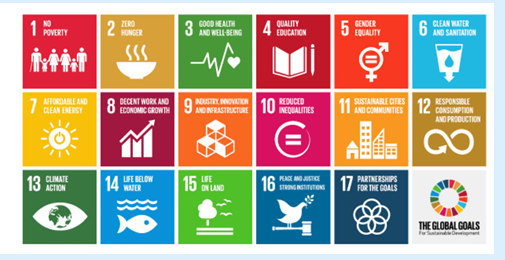 1 NO
POVERTY
2 ZERO
HUNGER
3 GOOD HEALTH
AND WELL-BEING
4 QUALITY
EDUCATION
5 GENDER
EQUALITY
6 CLEAN WATER
AND SANITATION
7 AFFORDABLE AND
CLEAN ENERGY
8 DECENT WORK AND
ECONOMIC GROWTH
9 INDUSTRY, INNOVATION
AND INFRASTRUCTURE
10 REDUCED
INEQUALITIES
11 SUSTAINABLE CITIES
AND COMMUNITIES
12 RESPONSIBLE
CONSUMPTION
AND PRODUCTION
13 CLIMATE
ACTION
14 LIFE BELOW
WATER
15 LIFE
ON LAND
16 PEACE AND JUSTICE
STRONG INSTITUTIONS
17 PARTNERSHIPS
FOR THE GOALS
THE GLOBAL GOALS
For Sustainable Development